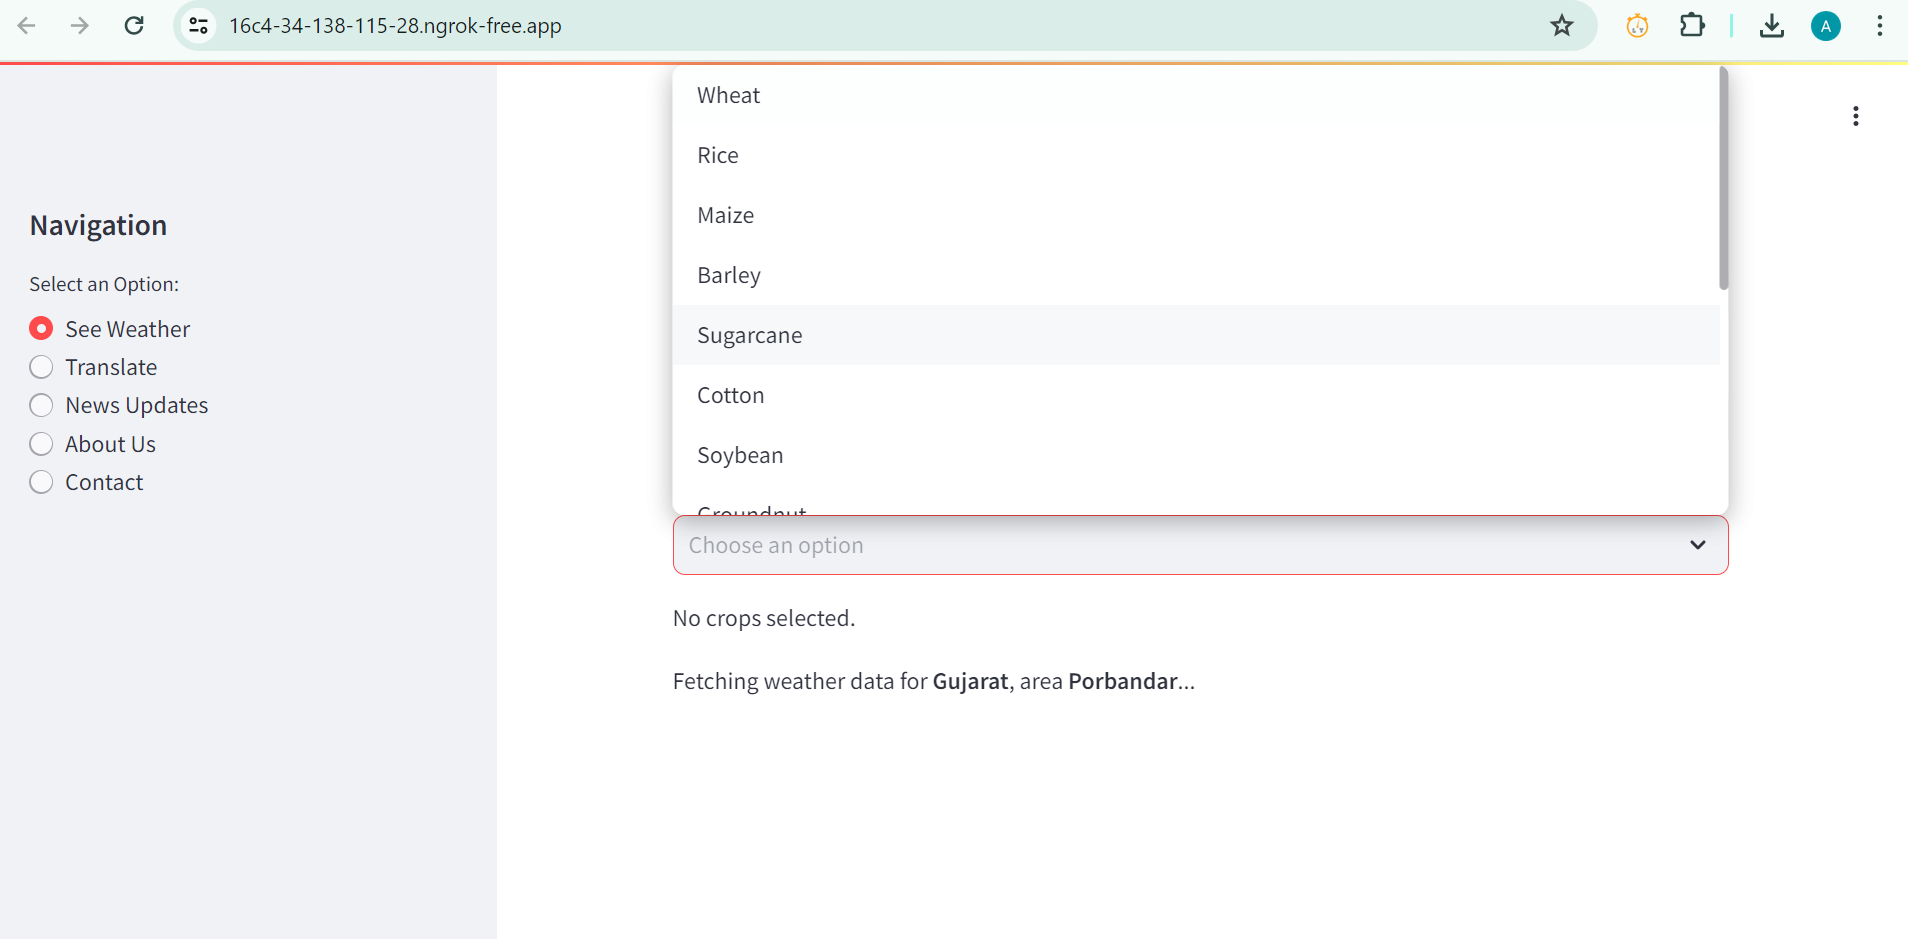 16c4-34-138-115-28.ngrok-free.app
A
Navigation
Select an Option:
See Weather
Translate
News Updates
About Us
Contact
Wheat
Rice
Maize
Barley
Sugarcane
Cotton
Soybean
Groundnut
Choose an option
No crops selected.
Fetching weather data for Gujarat, area Porbandar...